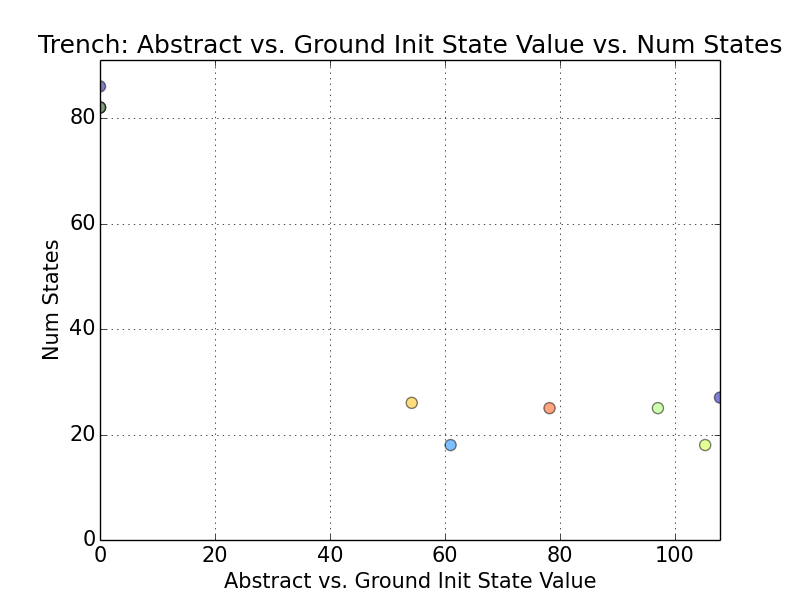 Trench: Abstract vs. Ground Init State Value vs. Num States
80
60
40
20
0
Num States
0 20 40 60 80 100
Abstract vs. Ground Init State Value